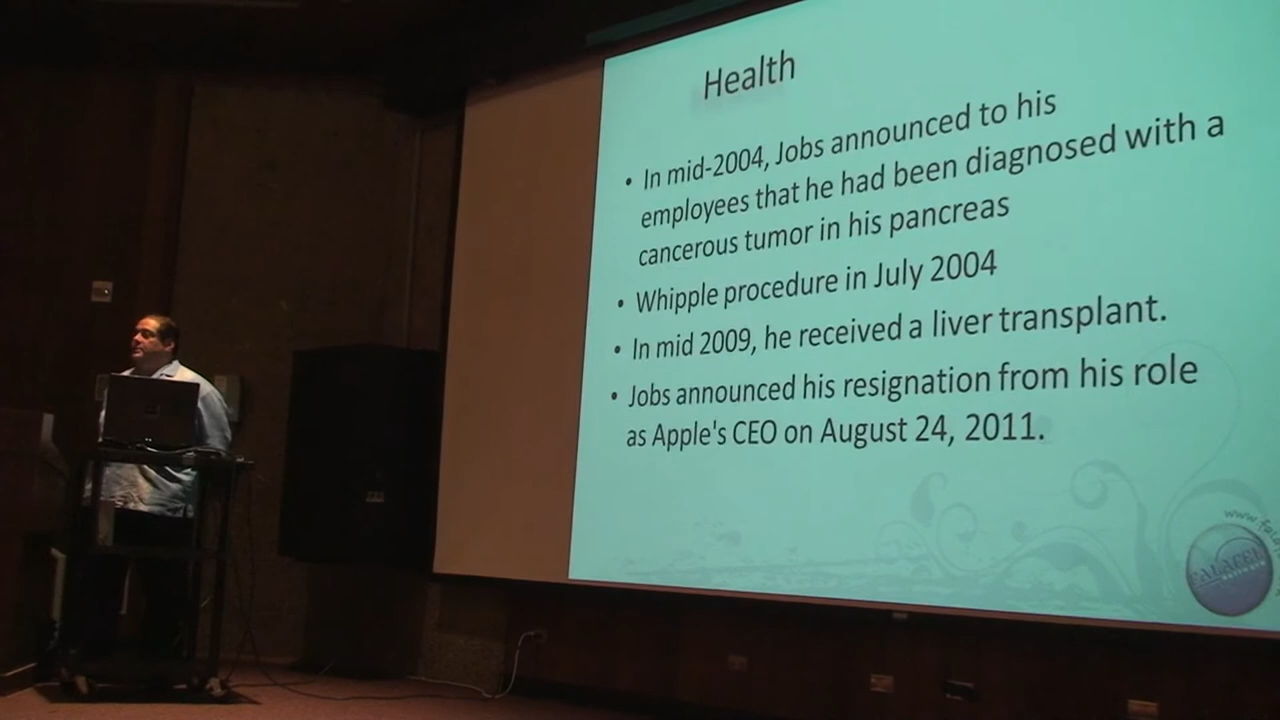 Health
• In mid-2004, Jobs announced to his
employees that he had been diagnosed with a
cancerous tumor in his pancreas
• Whipple procedure in July 2004
• In mid 2009, he received a liver transplant.
• Jobs announced his resignation from his role
as Apple's CEO on August 24, 2011.
FALAFEL